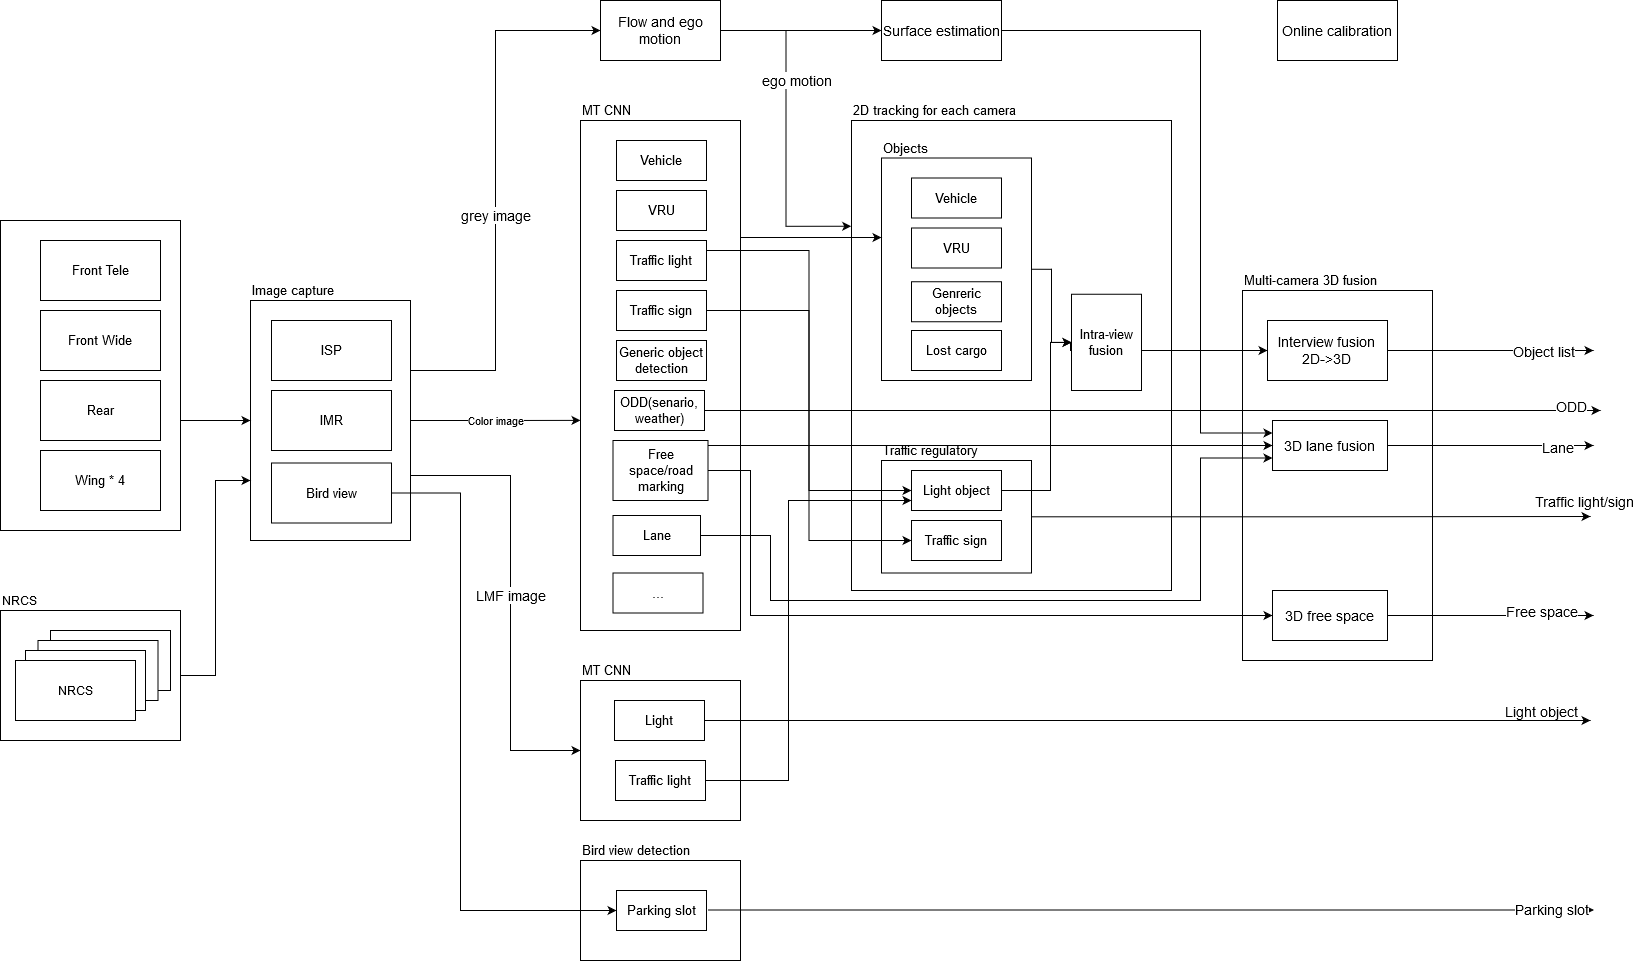 Flow and ego
motion
Surface estimation
Online calibration
ego motion
grey image
Front Tele
Front Wide
Rear
Wing * 4
NRCS
NRCS
Image capture
ISP
IMR
Bird view
Color image
LMF image
MT CNN
Vehicle
VRU
Traffic light
Traffic sign
Generic object
detection
ODD(senario,
weather)
Free
space/road
marking
Lane
...
MT CNN
Light
Traffic light
Bird view detection
Parking slot
2D tracking for each camera
Objects
Vehicle
VRU
Genreric
objects
Lost cargo
Traffic regulatory
Light object
Traffic sign
Intra-view
fusion
Multi-camera 3D fusion
Interview fusion
2D->3D
3D lane fusion
3D free space
Object list
ODD
Lane
Traffic light/sign
Free space
Light object
Parking slot